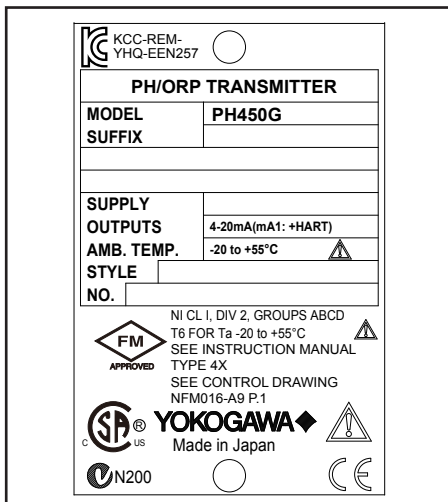 KCC-REM-
YHQ-EEN257
PH/ORP TRANSMITTER
MODEL PH450G
SUFFIX
SUPPLY
OUTPUTS 4-20mA(mA1: +HART)
AMB. TEMP. -20 to +55°C
STYLE
NO.
NI CL I, DIV 2, GROUPS ABCD
T6 FOR Ta -20 to +55°C
SEE INSTRUCTION MANUAL
TYPE 4X
SEE CONTROL DRAWING
NFM016-A9 P.1
FM
APPROVED
C SA ® US
YOKOGAWA
Made in Japan
N200
CE